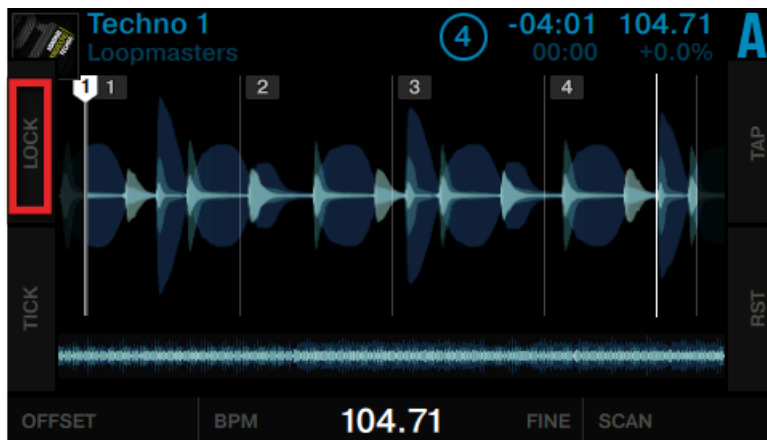 Techno 1
Loopmasters
4
-04:01 104.71
00:00 +0.0%
A
1 1 2 3 4
LOCK
TAP
TICK
RST
OFFSET BPM 104.71 FINE SCAN